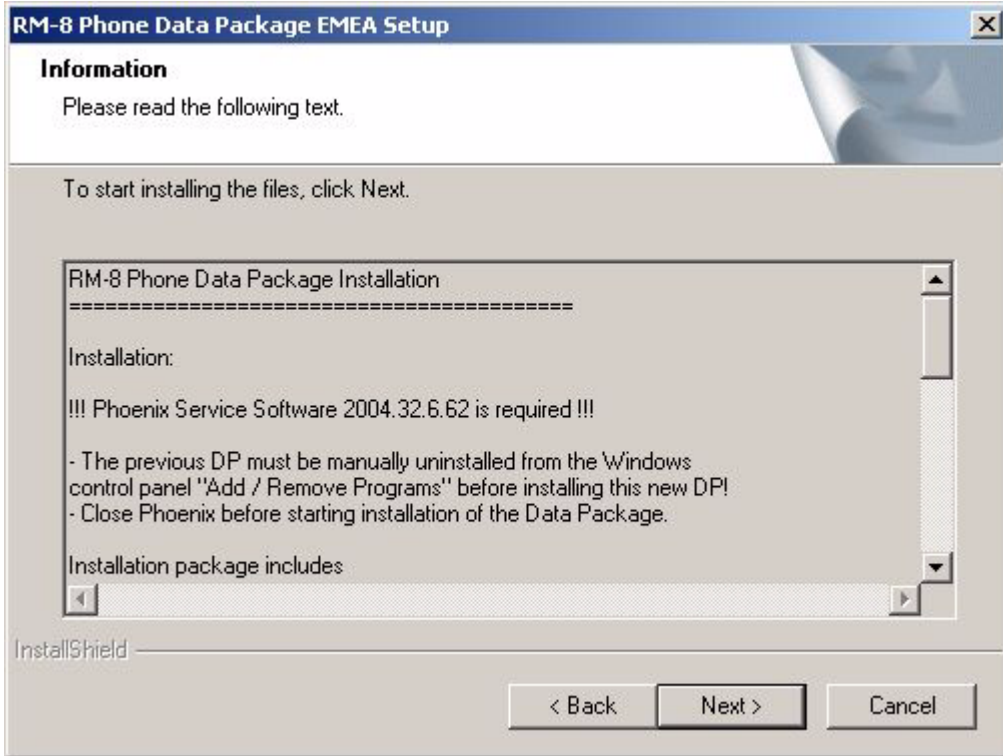 RM-8 Phone Data Package EMEA Setup
Information
Please read the following text.
To start installing the files, click Next.
RM-8 Phone Data Package Installation
==========================================
Installation:
!!! Phoenix Service Software 2004.32.6.62 is required !!!
- The previous DP must be manually uninstalled from the Windows
control panel "Add / Remove Programs" before installing this new DP!
- Close Phoenix before starting installation of the Data Package.
Installation package includes
InstallShield
< Back
Next >
Cancel